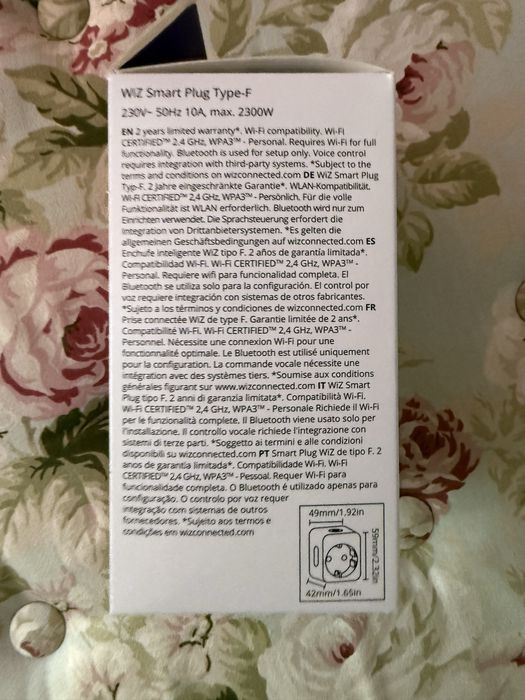 WiZ Smart Plug Type-F
230V~ 50Hz 10A, max. 2300W
EN 2 years limited warranty*. Wi-Fi compatibility. Wi-Fi
CERTIFIED™ 2,4 GHz, WPA3™ - Personal. Requires Wi-Fi for full
functionality. Bluetooth is used for setup only. Voice control
requires integration with third-party systems. *Subject to the
terms and conditions on wizconnected.com DE WiZ Smart Plug
Typ-F. 2 Jahre eingeschränkte Garantie*. WLAN-Kompatibilität.
Wi-Fi CERTIFIED™ 2,4 GHz, WPA3™ - Persönlich. Für die volle
Funktionalität ist WLAN erforderlich. Bluetooth wird nur zum
Einrichten verwendet. Die Sprachsteuerung erfordert die
Integration von Drittanbietersystemen. *Es gelten die
allgemeinen Geschäftsbedingungen auf wizconnected.com ES
Enchufe inteligente WiZ tipo F. 2 años de garantía limitada*.
Compatibilidad Wi-Fi. Wi-Fi CERTIFIED™ 2,4 GHz, WPA3™ -
Personal. Requiere wifi para funcionalidad completa. El
Bluetooth se utiliza solo para la configuración. El control por
voz requiere integración con sistemas de otros fabricantes.
*Sujeto a los términos y condiciones de wizconnected.com FR
Prise connectée WiZ de type F. Garantie limitée de 2 ans*.
Compatibilité Wi-Fi. Wi-Fi CERTIFIED™ 2,4 GHz, WPA3™ -
Personnel. Nécessite une connexion Wi-Fi pour une
fonctionnalité optimale. Le Bluetooth est utilisé uniquement
pour la configuration. La commande vocale nécessite une
intégration avec des systèmes tiers. *Soumise aux conditions
générales figurant sur www.wizconnected.com IT WiZ Smart
Plug tipo F. 2 anni di garanzia limitata*. Compatibilità Wi-Fi.
Wi-Fi CERTIFIED™ 2,4 GHz, WPA3™ - Personale Richiede il Wi-Fi
per le funzionalità complete. Il Bluetooth viene usato solo per
l'installazione. Il controllo vocale richiede l'integrazione con
sistemi di terze parti. *Soggetto ai termini e alle condizioni
disponibili su wizconnected.com PT Smart Plug WiZ de tipo F. 2
anos de garantia limitada*. Compatibilidade Wi-Fi. Wi-Fi
CERTIFIED™ 2,4 GHz, WPA3™ - Pessoal. Requer Wi-Fi para
funcionalidade completa. O Bluetooth é utilizado apenas para
configuração. O controlo por voz requer
integração com sistemas de outros
fornecedores. *Sujeito aos termos e
condições em wizconnected.com
49mm/1.92in
59mm/2.32in
42mm/1.65in